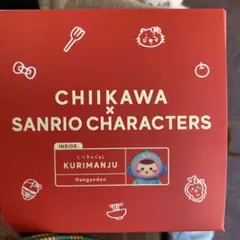 CHIIKAWA
×
SANRIO CHARACTERS
INSIDE:
KURIMANJU
Hangyodon